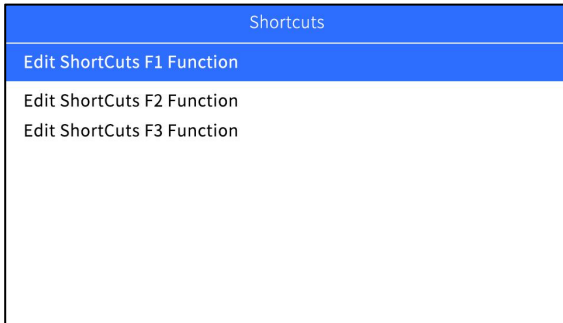 Shortcuts
Edit ShortCuts F1 Function
Edit ShortCuts F2 Function
Edit ShortCuts F3 Function